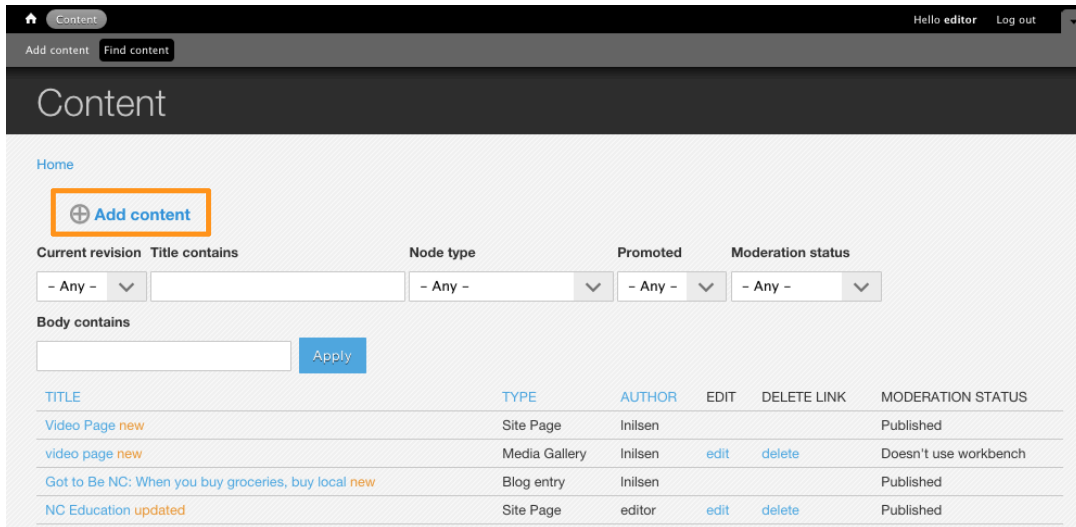 Content Hello editor Log out
Add content Find content
Content
Home
Add content
Current revision Title contains Node type Promoted Moderation status
- Any - - Any - - Any - - Any -
Body contains
Apply
TITLE TYPE AUTHOR EDIT DELETE LINK MODERATION STATUS
Video Page new Site Page lnilsen Published
video page new Media Gallery lnilsen edit delete Doesn't use workbench
Got to Be NC: When you buy groceries, buy local new Blog entry lnilsen Published
NC Education updated Site Page editor edit delete Published